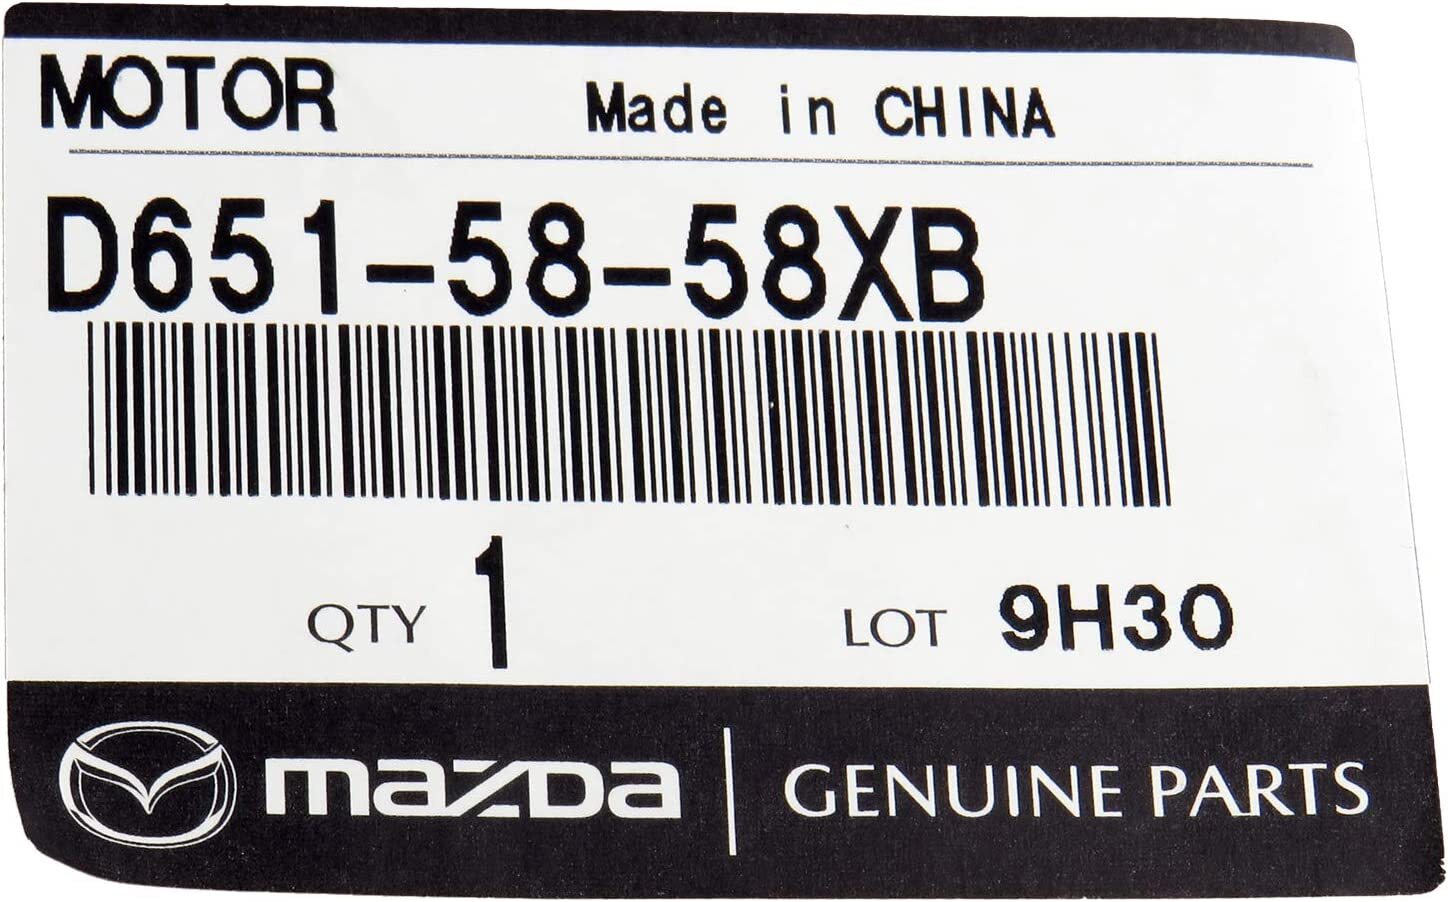 MOTOR Made in CHINA
D651-58-58XB
QTY 1 LOT 9H30
mazda GENUINE PARTS